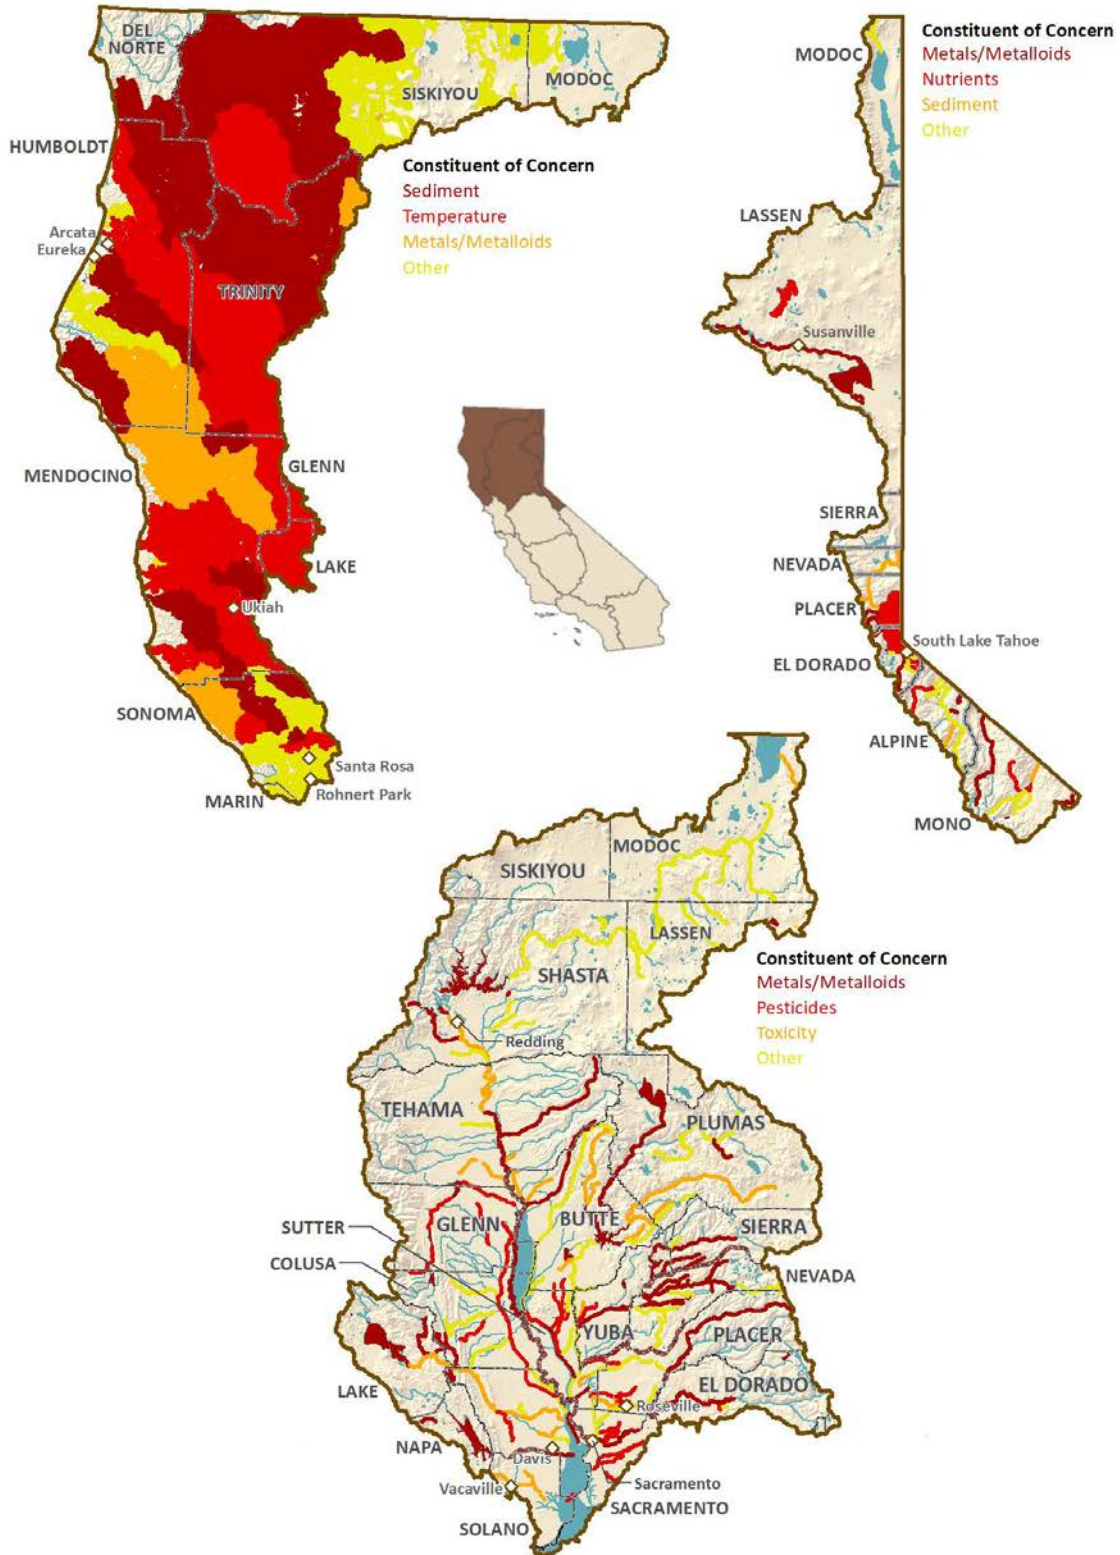 DEL
NORTE
SISKIYOU
MODOC
HUMBOLDT
Constituent of Concern
Sediment
Temperature
Metals/Metalloids
Other
Arcata
Eureka
TRINITY
MENDOCINO
GLENN
LAKE
Ukiah
SONOMA
Santa Rosa
Rohnert Park
MARIN
MODOC
Constituent of Concern
Metals/Metalloids
Nutrients
Sediment
Other
LASSEN
Susanville
SIERRA
NEVADA
PLACER
South Lake Tahoe
EL DORADO
ALPINE
MONO
MODOC
SISKIYOU
LASSEN
SHASTA
Constituent of Concern
Metals/Metalloids
Pesticides
Toxicity
Other
Redding
TEHAMA
PLUMAS
SUTTER
GLENN
BUTTE
SIERRA
COLUSA
NEVADA
YUBA
PLACER
LAKE
EL DORADO
Roseville
NAPA
Davis
Vacaville
Sacramento
SACRAMENTO
SOLANO